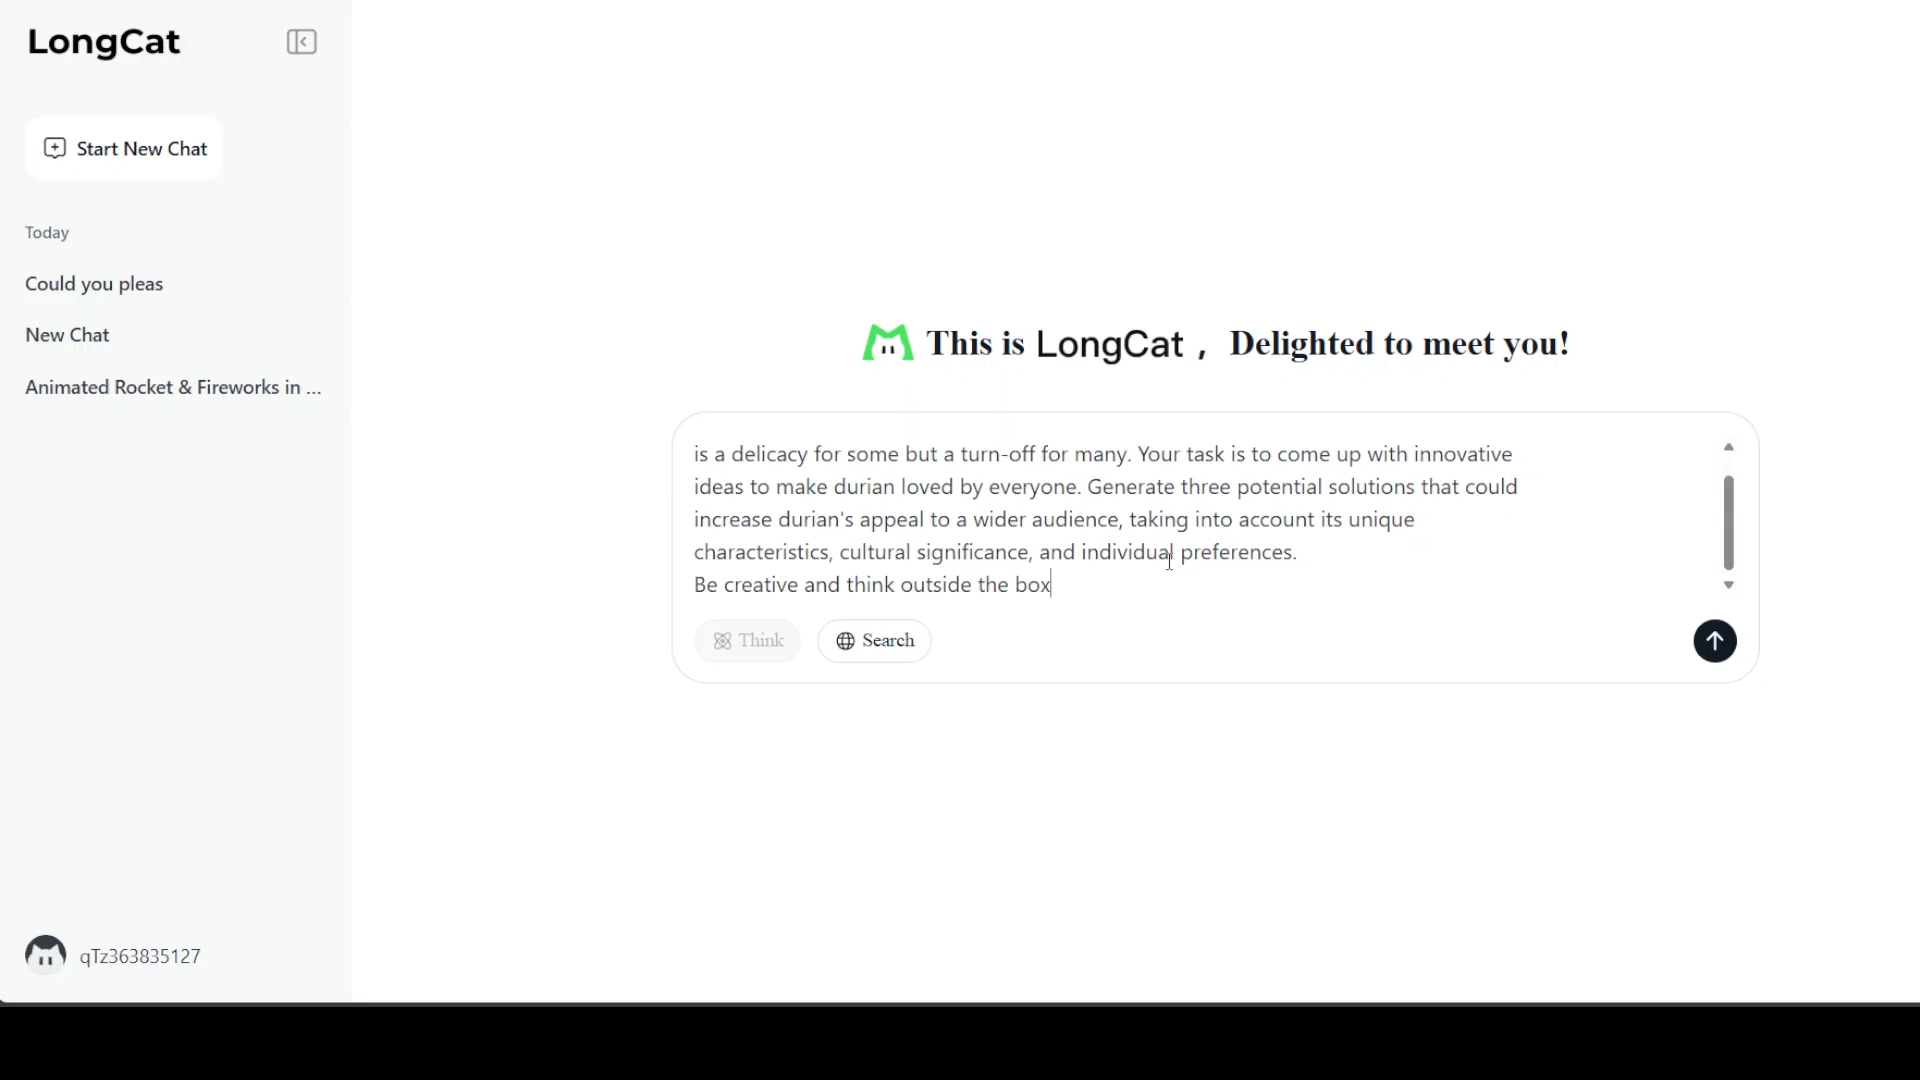 LongCat
Start New Chat
Today
Could you pleas
New Chat
Animated Rocket & Fireworks in ...
qTz363835127
This is LongCat , Delighted to meet you!
is a delicacy for some but a turn-off for many. Your task is to come up with innovative
ideas to make durian loved by everyone. Generate three potential solutions that could
increase durian's appeal to a wider audience, taking into account its unique
characteristics, cultural significance, and individual preferences.
Be creative and think outside the box
Think
Search